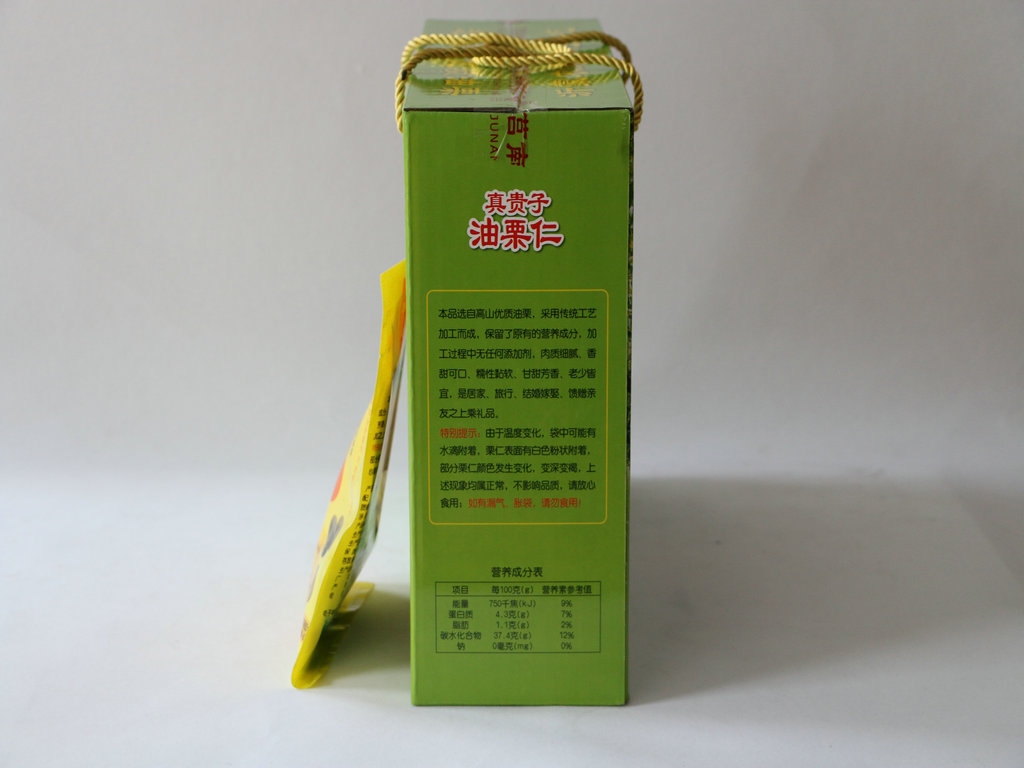 莒南
JUNAN
真贵子
油栗仁
本品选自高山优质油栗，采用传统工艺
加工而成，保留了原有的营养成分，加
工过程中无任何添加剂，肉质细腻、香
甜可口、糯性黏软、甘甜芳香、老少皆
宜，是居家、旅行、结婚嫁娶、馈赠亲
友之上乘礼品。
特别提示：由于温度变化，袋中可能有
水滴附着，栗仁表面有白色粉状附着，
部分栗仁颜色发生变化，变深变褐，上
述现象均属正常，不影响品质，请放心
食用；如有漏气、胀袋，请勿食用！
营养成分表
项目 每100克(g) 营养素参考值
能量 750千焦(kJ) 9%
蛋白质 4.3克(g) 7%
脂肪 1.1克(g) 2%
碳水化合物 37.4克(g) 12%
钠 0毫克(mg) 0%